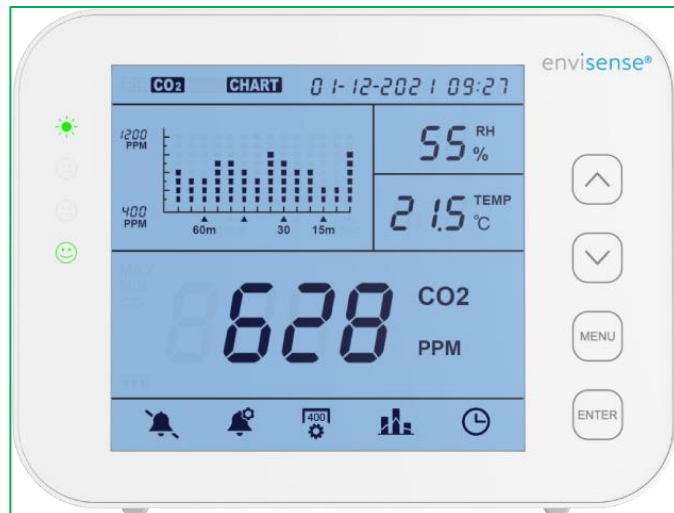 envisense®
CO2 CHART 01-12-2021 09:27
1200
PPM
400
PPM
60m 30 15m
55 RH
%
21.5 TEMP
°C
628 CO2
PPM
400
MENU
ENTER